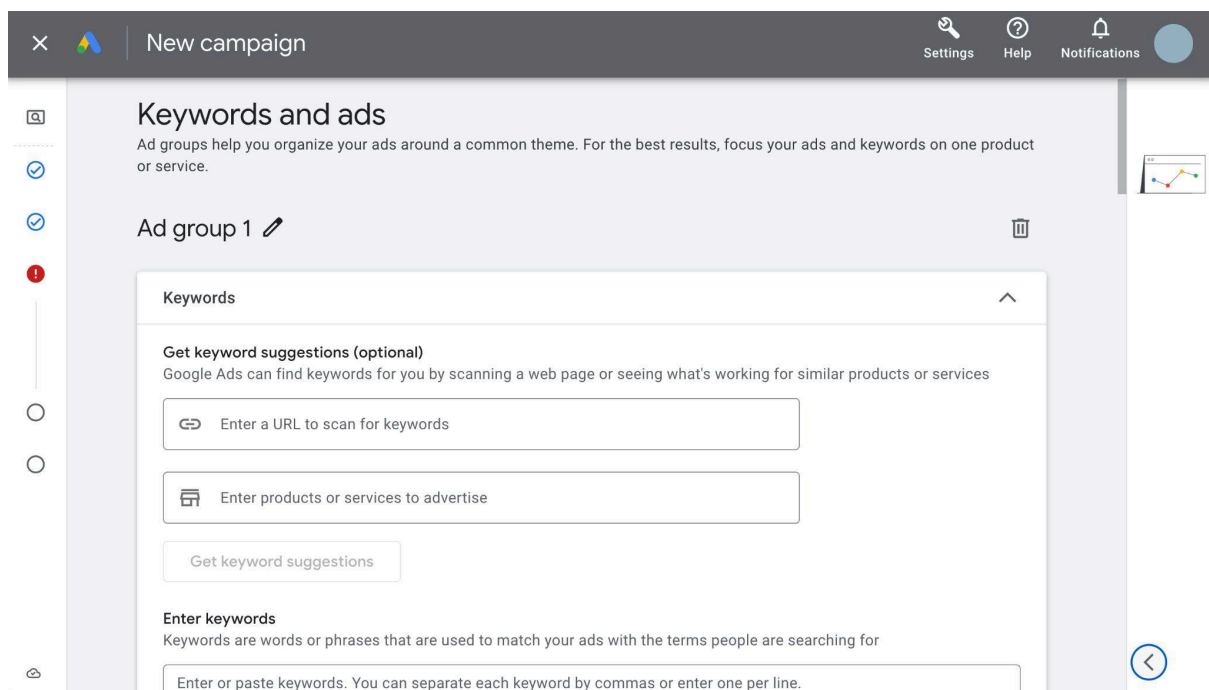 New campaign
Settings
Help
Notifications
Keywords and ads
Ad groups help you organize your ads around a common theme. For the best results, focus your ads and keywords on one product
or service.
Ad group 1
Keywords
Get keyword suggestions (optional)
Google Ads can find keywords for you by scanning a web page or seeing what's working for similar products or services
Enter a URL to scan for keywords
Enter products or services to advertise
Get keyword suggestions
Enter keywords
Keywords are words or phrases that are used to match your ads with the terms people are searching for
Enter or paste keywords. You can separate each keyword by commas or enter one per line.